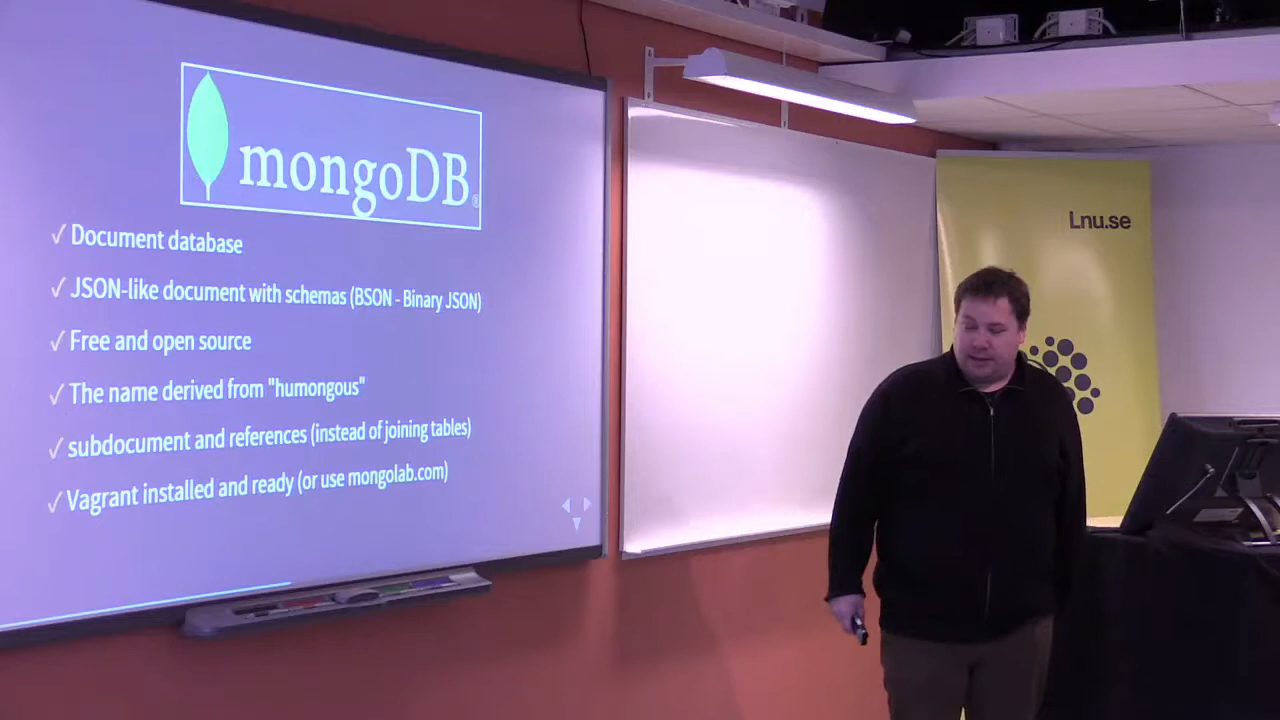 mongoDB®
✓ Document database
✓ JSON-like document with schemas (BSON - Binary JSON)
✓ Free and open source
✓ The name derived from "humongous"
✓ subdocument and references (instead of joining tables)
✓ Vagrant installed and ready (or use mongolab.com)
Lnu.se